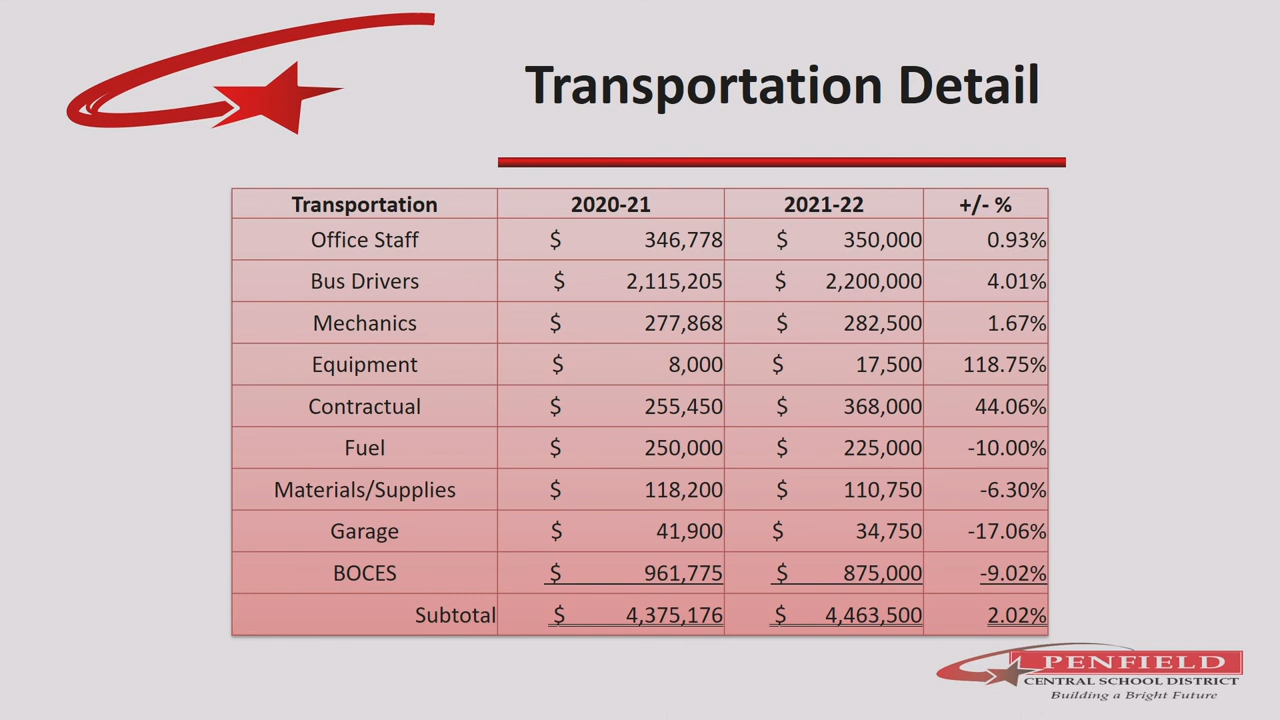 Transportation Detail
Transportation 2020-21 2021-22 +/- %
Office Staff $ 346,778 $ 350,000 0.93%
Bus Drivers $ 2,115,205 $ 2,200,000 4.01%
Mechanics $ 277,868 $ 282,500 1.67%
Equipment $ 8,000 $ 17,500 118.75%
Contractual $ 255,450 $ 368,000 44.06%
Fuel $ 250,000 $ 225,000 -10.00%
Materials/Supplies $ 118,200 $ 110,750 -6.30%
Garage $ 41,900 $ 34,750 -17.06%
BOCES $ 961,775 $ 875,000 -9.02%
Subtotal $ 4,375,176 $ 4,463,500 2.02%
PENFIELD
CENTRAL SCHOOL DISTRICT
Building a Bright Future